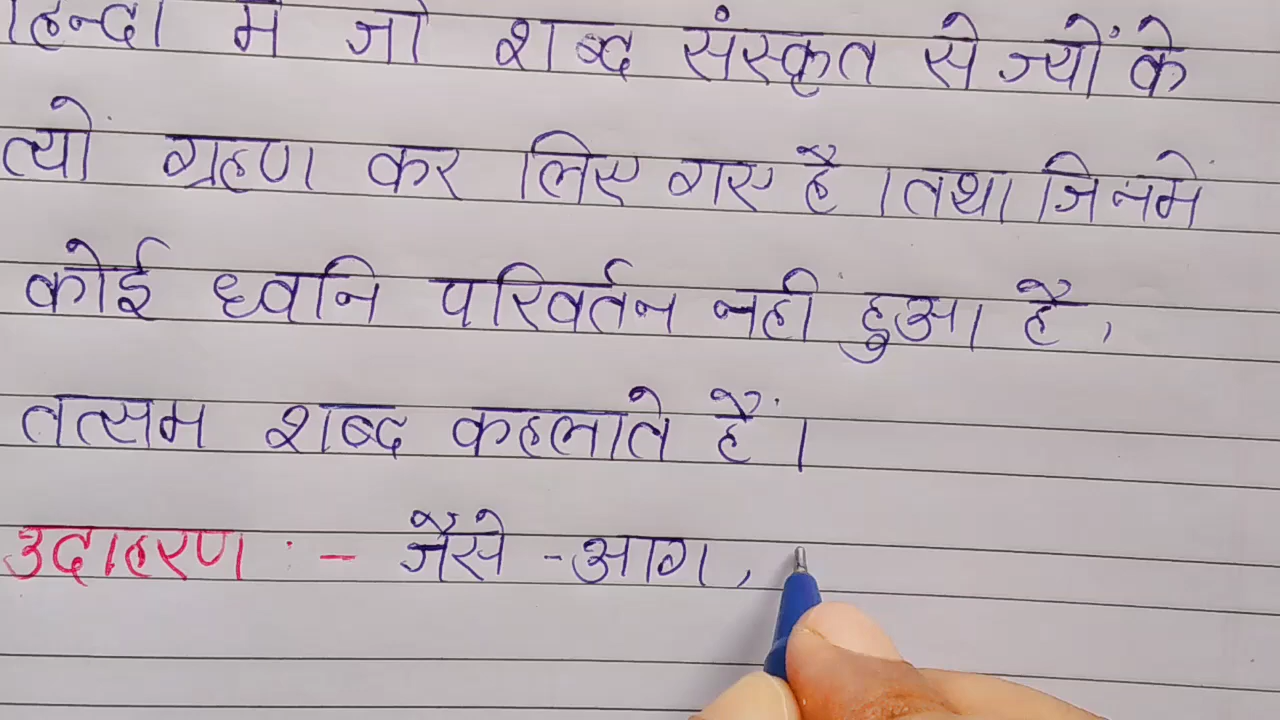 हिन्दी में जो शब्द संस्कृत से ज्यों के
त्यों ग्रहण कर लिए गए है । तथा जिनमें
कोई ध्वनि परिवर्तन नहीं हुआ है,
तत्सम शब्द कहलाते हैं ।
उदाहरण :- जैसे - आग,